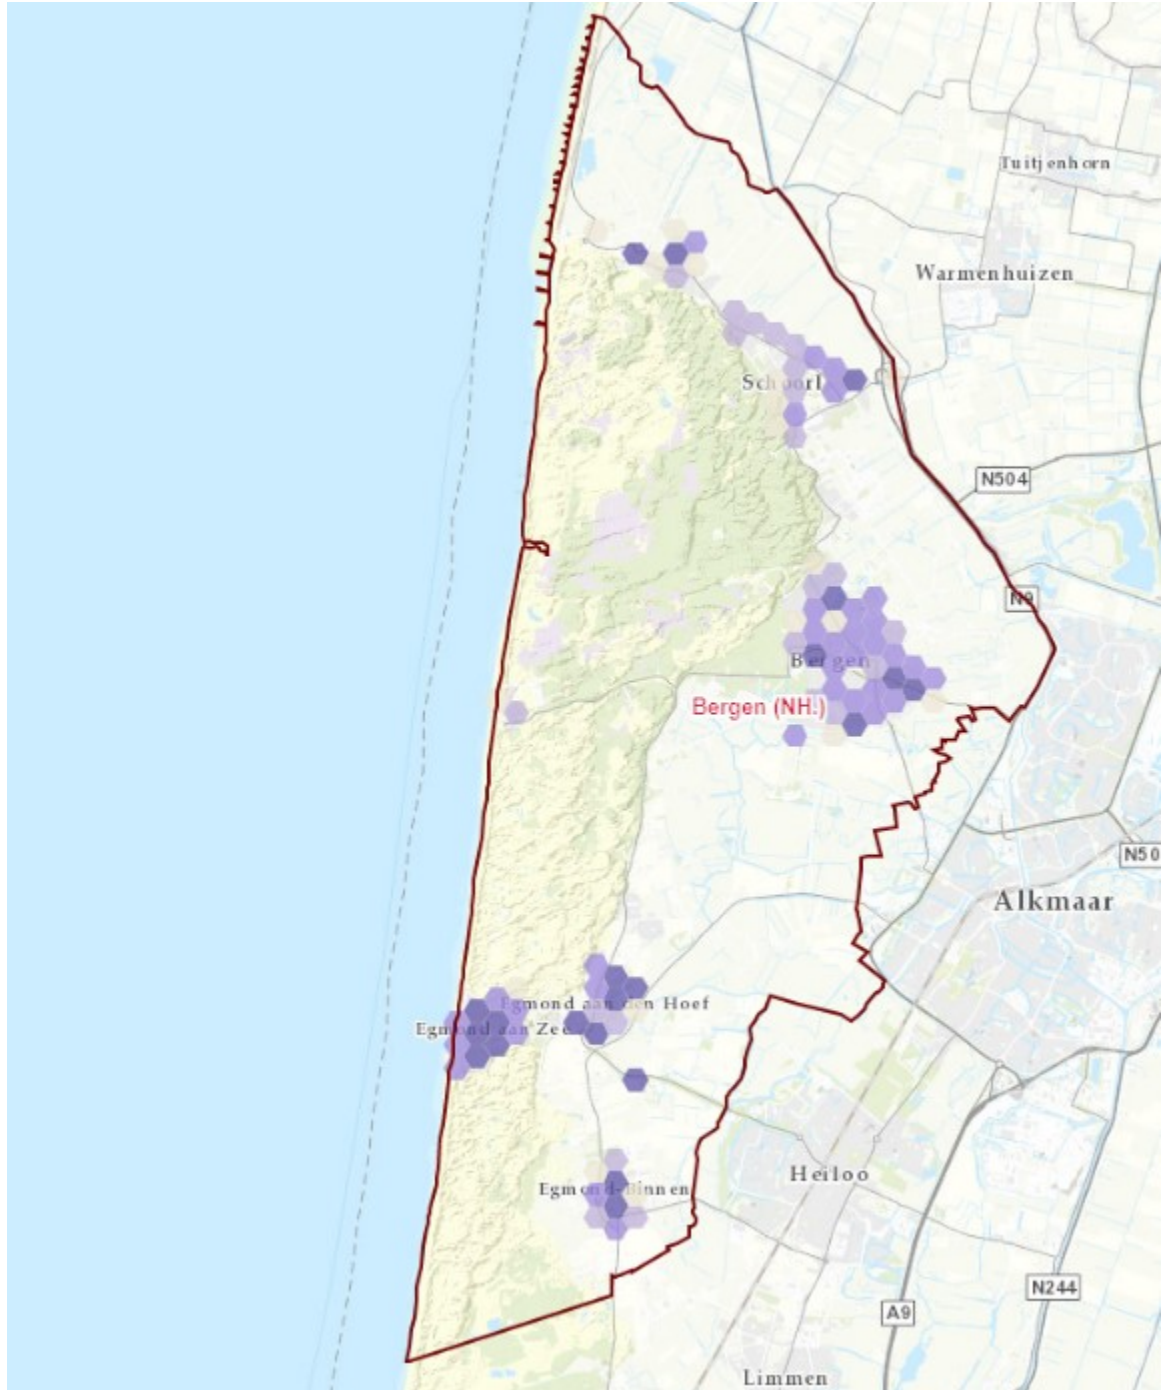 Tuitjenhorn
Warmenhuizen
Schoorl
N504
N9
Bergen
Bergen (NH.)
N50
Alkmaar
Egmond aan den Hoef
Egmond aan Zee
Heiloo
Egmond-Binnen
N244
A9
Limmen